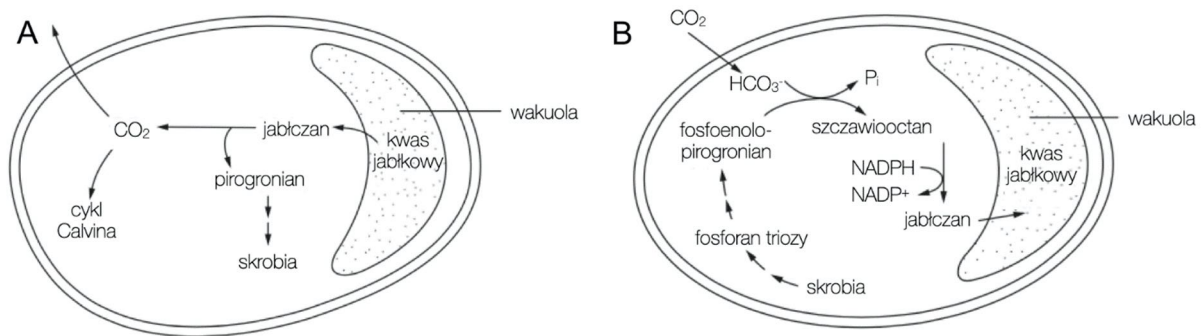 A
CO₂
jabłczan
kwas
jabłkowy
wakuola
pirogronian
cykl
Calvina
skrobia
B
CO₂
HCO₃⁻
Pᵢ
fosfoenolo-
pirogronian
szczawiooctan
wakuola
kwas
jabłkowy
NADPH
NADP+
jabłczan
fosforan triozy
skrobia